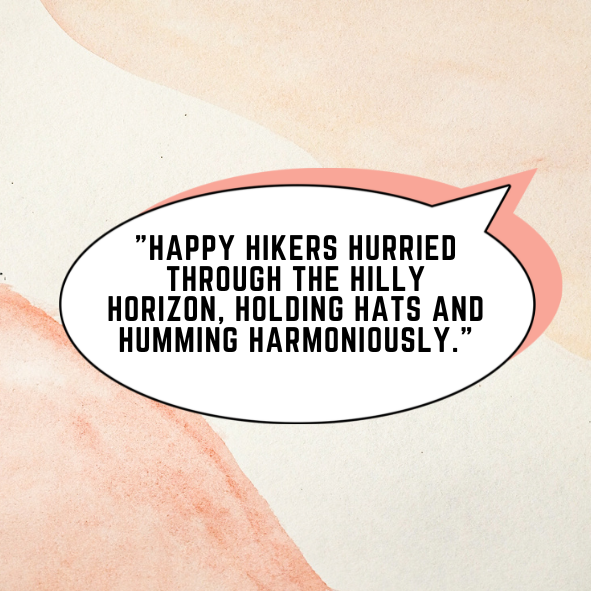 ”HAPPY HIKERS HURRIED
THROUGH THE HILLY
HORIZON, HOLDING HATS AND
HUMMING HARMONIOUSLY.”